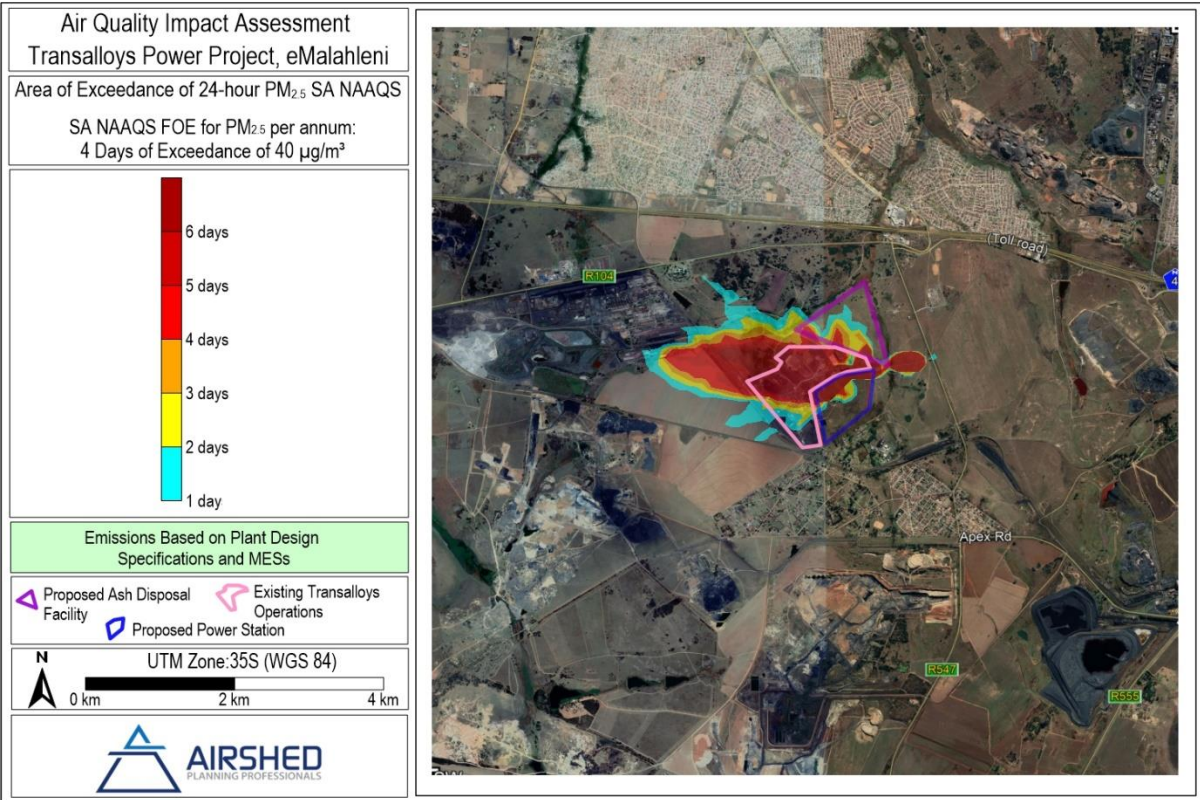 Air Quality Impact Assessment
Transalloys Power Project, eMalahleni
Area of Exceedance of 24-hour PM2.5 SA NAAQS
SA NAAQS FOE for PM2.5 per annum:
4 Days of Exceedance of 40 µg/m³
6 days
5 days
4 days
3 days
2 days
1 day
Emissions Based on Plant Design
Specifications and MESs
Proposed Ash Disposal
Facility
Existing Transalloys
Operations
Proposed Power Station
N
UTM Zone:35S (WGS 84)
0 km
2 km
4 km
AIRSHED
PLANNING PROFESSIONALS
(Toll road)
R104
N
4
Apex Rd
R547
R555